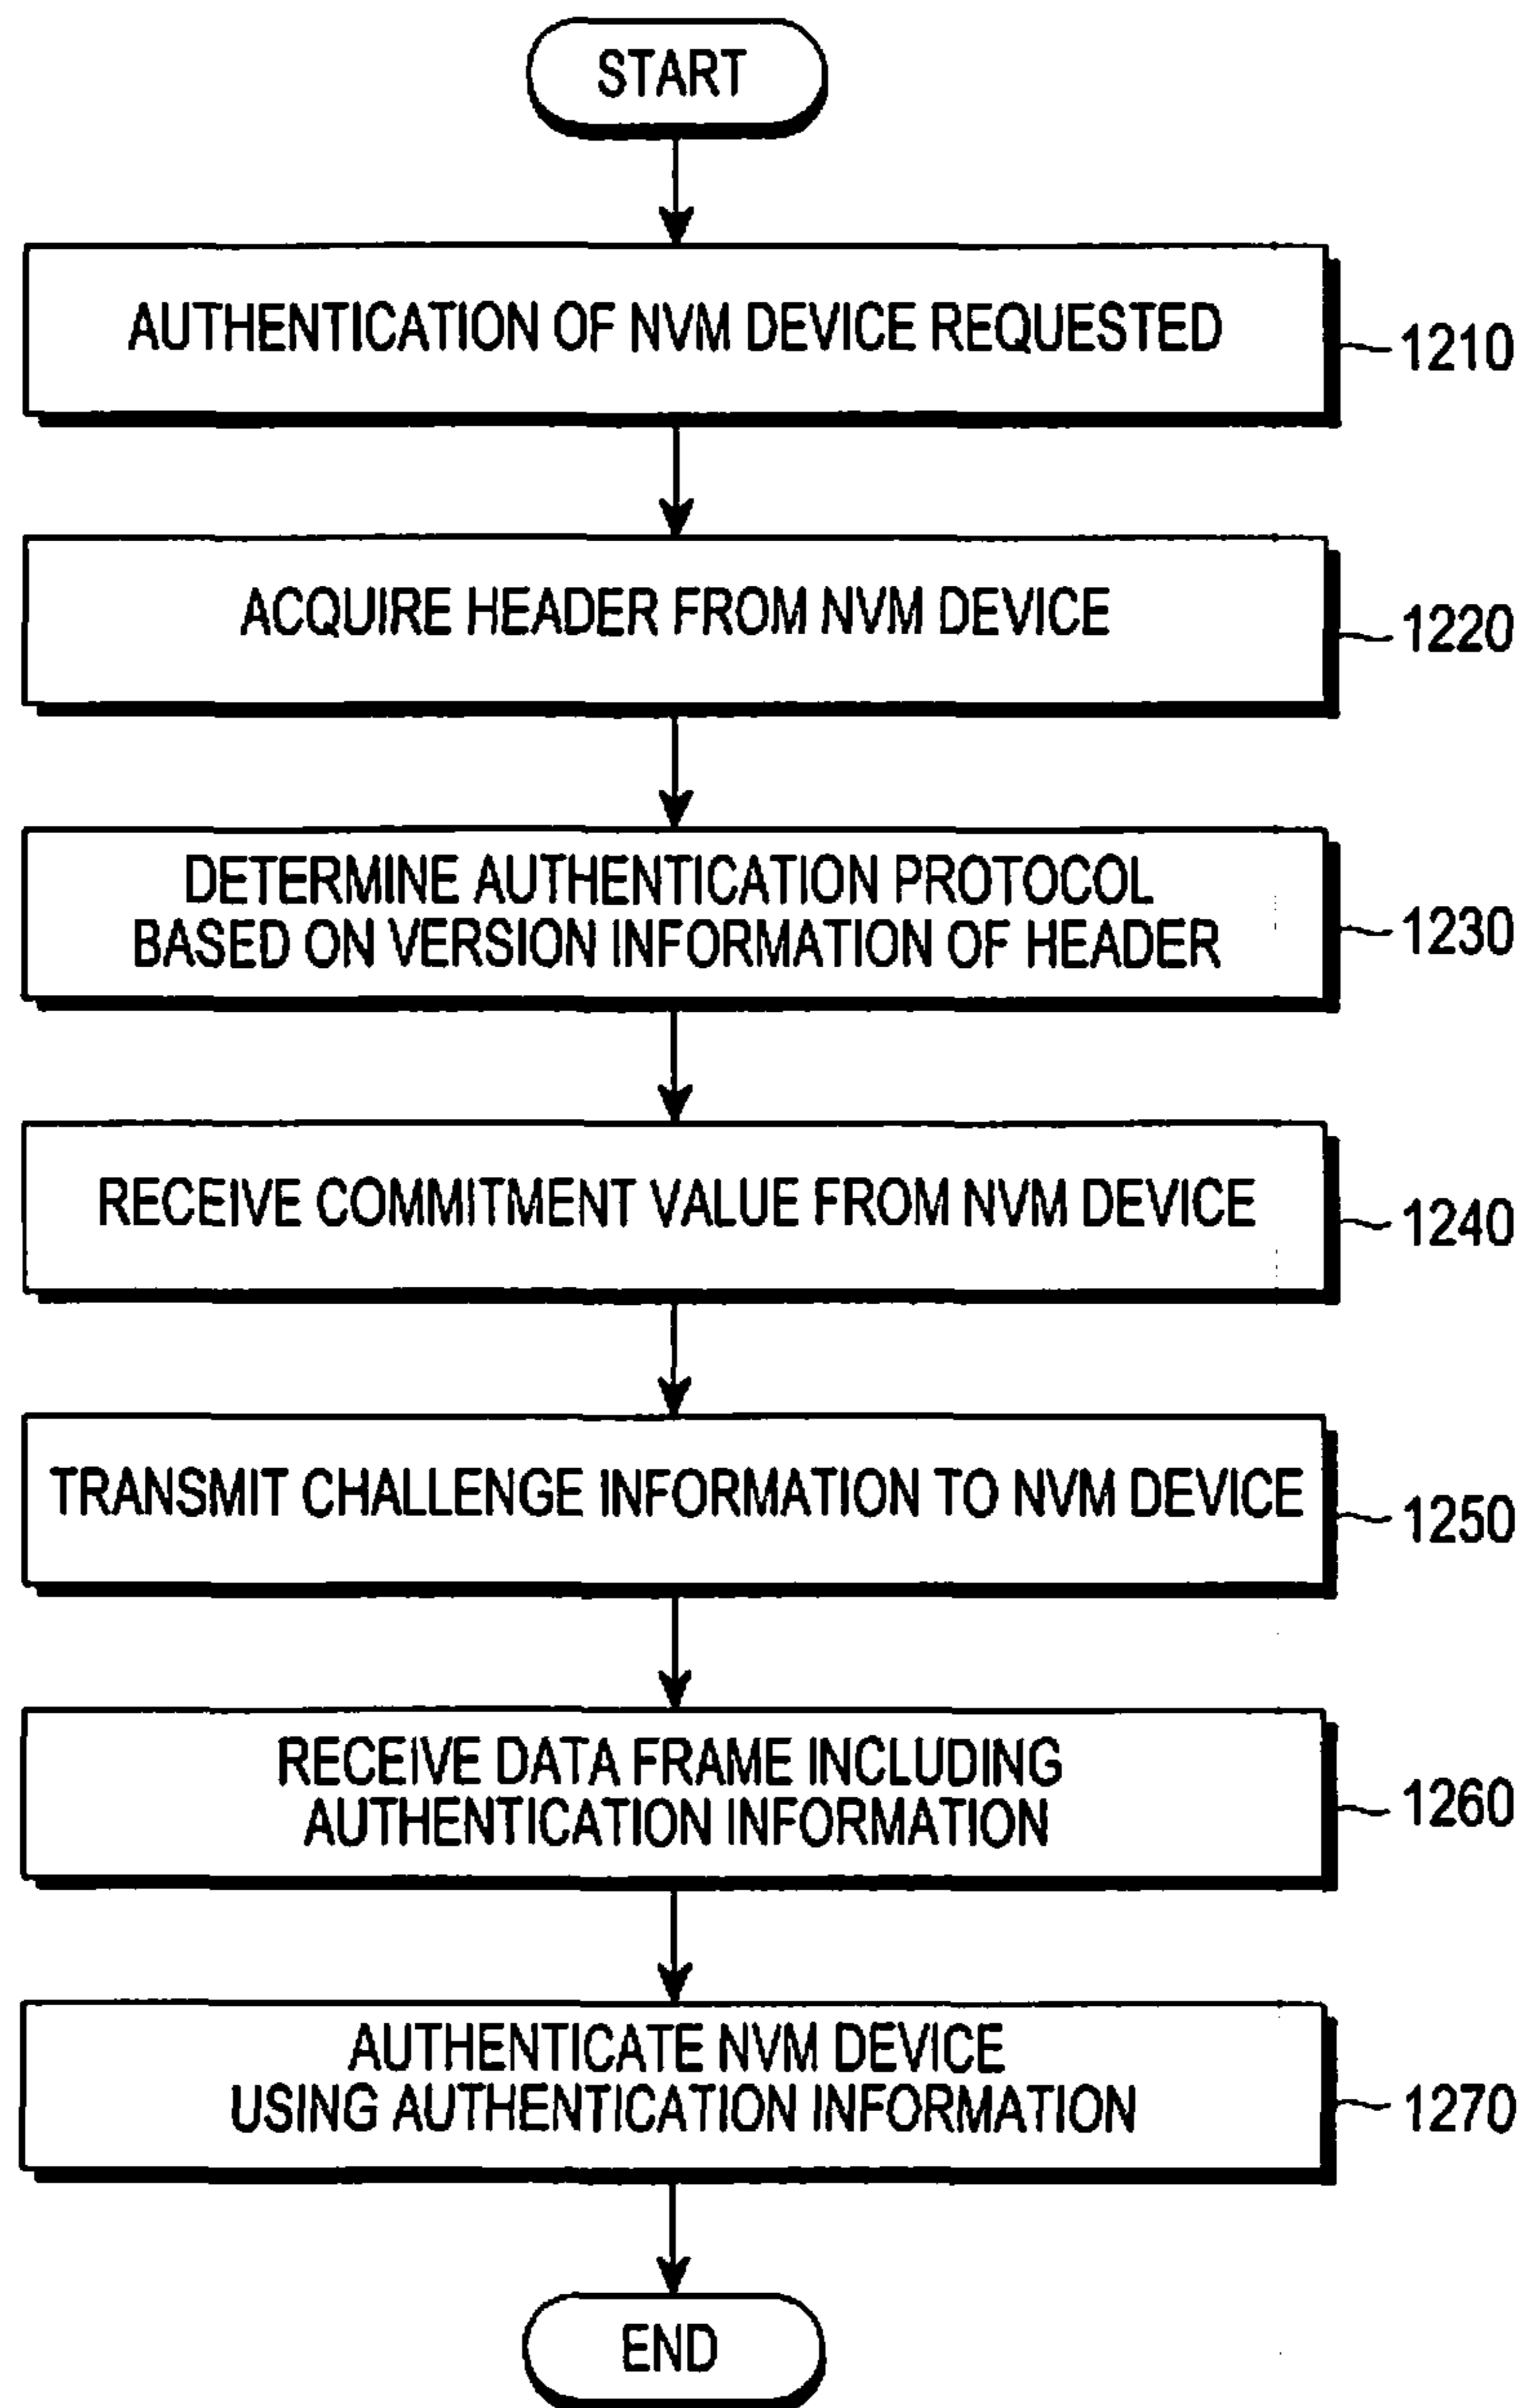 START
AUTHENTICATION OF NVM DEVICE REQUESTED
1210
ACQUIRE HEADER FROM NVM DEVICE
1220
DETERMINE AUTHENTICATION PROTOCOL
BASED ON VERSION INFORMATION OF HEADER
1230
RECEIVE COMMITMENT VALUE FROM NVM DEVICE
1240
TRANSMIT CHALLENGE INFORMATION TO NVM DEVICE
1250
RECEIVE DATA FRAME INCLUDING
AUTHENTICATION INFORMATION
1260
AUTHENTICATE NVM DEVICE
USING AUTHENTICATION INFORMATION
1270
END